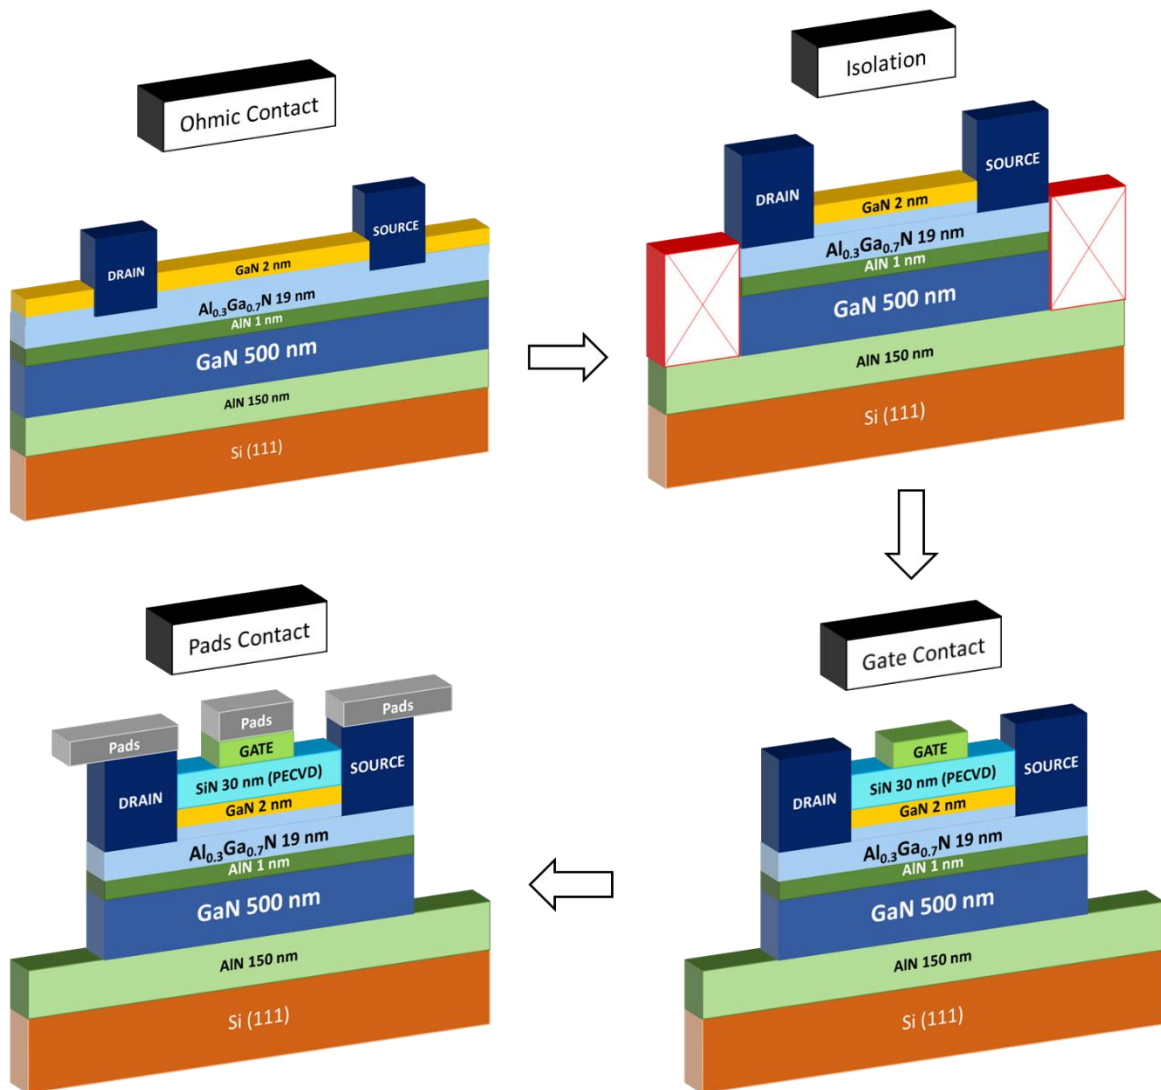 Ohmic Contact
DRAIN
SOURCE
GaN 2 nm
Al₀.₃Ga₀.₇N 19 nm
AlN 1 nm
GaN 500 nm
AlN 150 nm
Si (111)
Isolation
DRAIN
SOURCE
GaN 2 nm
Al₀.₃Ga₀.₇N 19 nm
AlN 1 nm
GaN 500 nm
AlN 150 nm
Si (111)
Pads Contact
Pads
Pads
Pads
GATE
DRAIN
SOURCE
SiN 30 nm (PECVD)
GaN 2 nm
Al₀.₃Ga₀.₇N 19 nm
AlN 1 nm
GaN 500 nm
AlN 150 nm
Si (111)
Gate Contact
GATE
DRAIN
SOURCE
SiN 30 nm (PECVD)
GaN 2 nm
Al₀.₃Ga₀.₇N 19 nm
AlN 1 nm
GaN 500 nm
AlN 150 nm
Si (111)